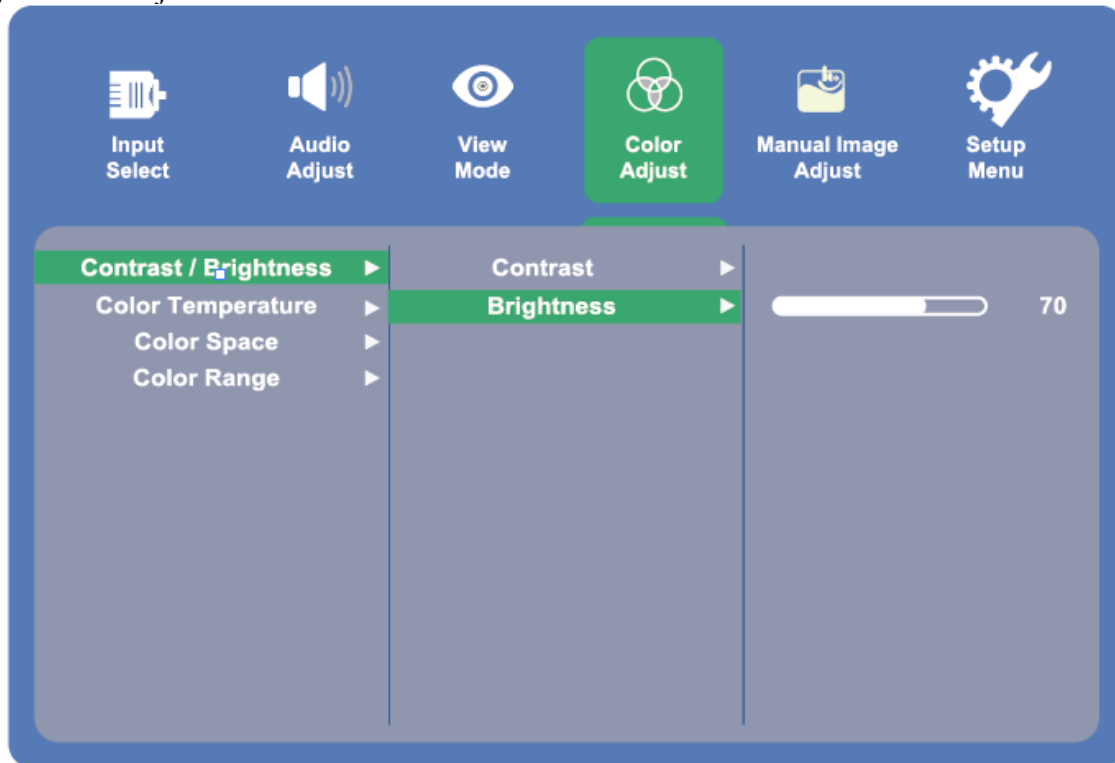 Input
Select
Audio
Adjust
View
Mode
Color
Adjust
Manual Image
Adjust
Setup
Menu
Contrast / Brightness
Color Temperature
Color Space
Color Range
Contrast
Brightness
70